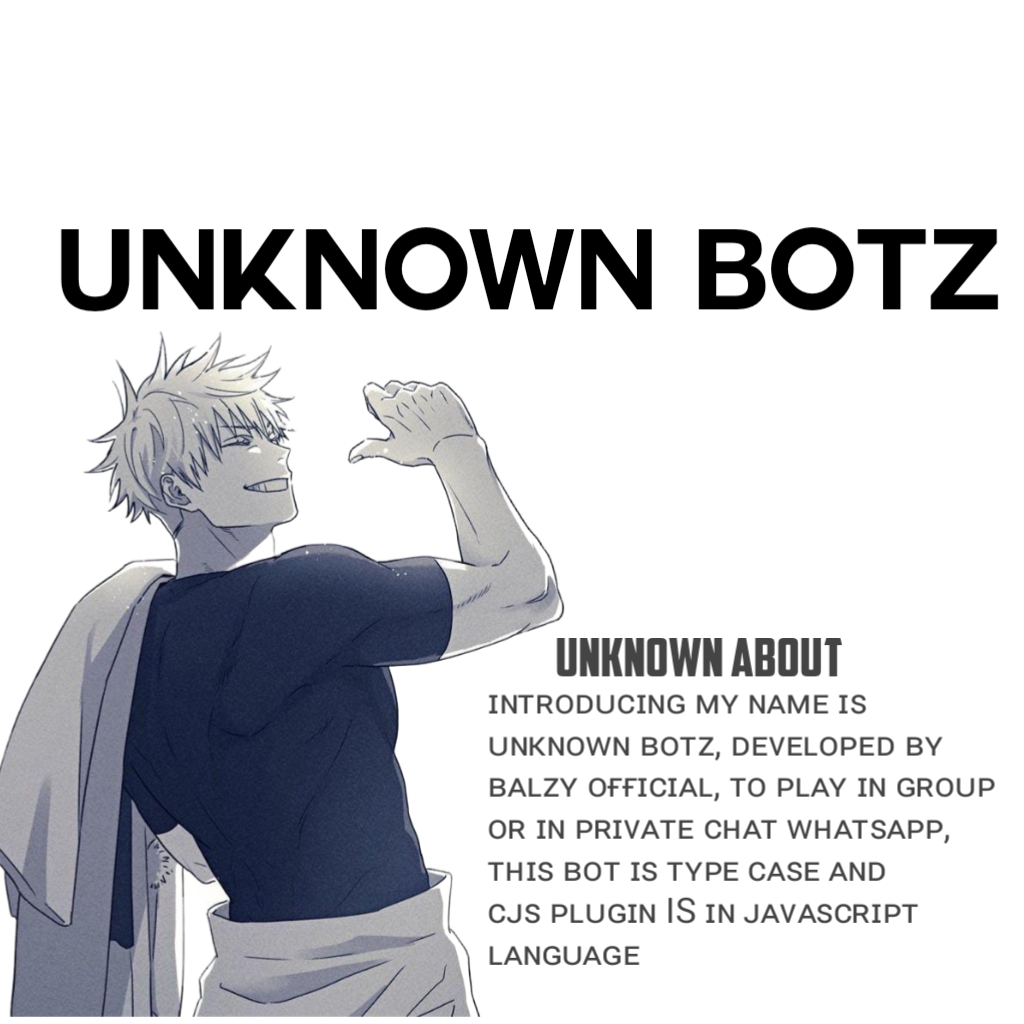 UNKNOWN BOTZ
UNKNOWN ABOUT
INTRODUCING MY NAME IS
UNKNOWN BOTZ, DEVELOPED BY
BALZY OFFICIAL, TO PLAY IN GROUP
OR IN PRIVATE CHAT WHATSAPP,
THIS BOT IS TYPE CASE AND
CJS PLUGIN IS IN JAVASCRIPT
LANGUAGE